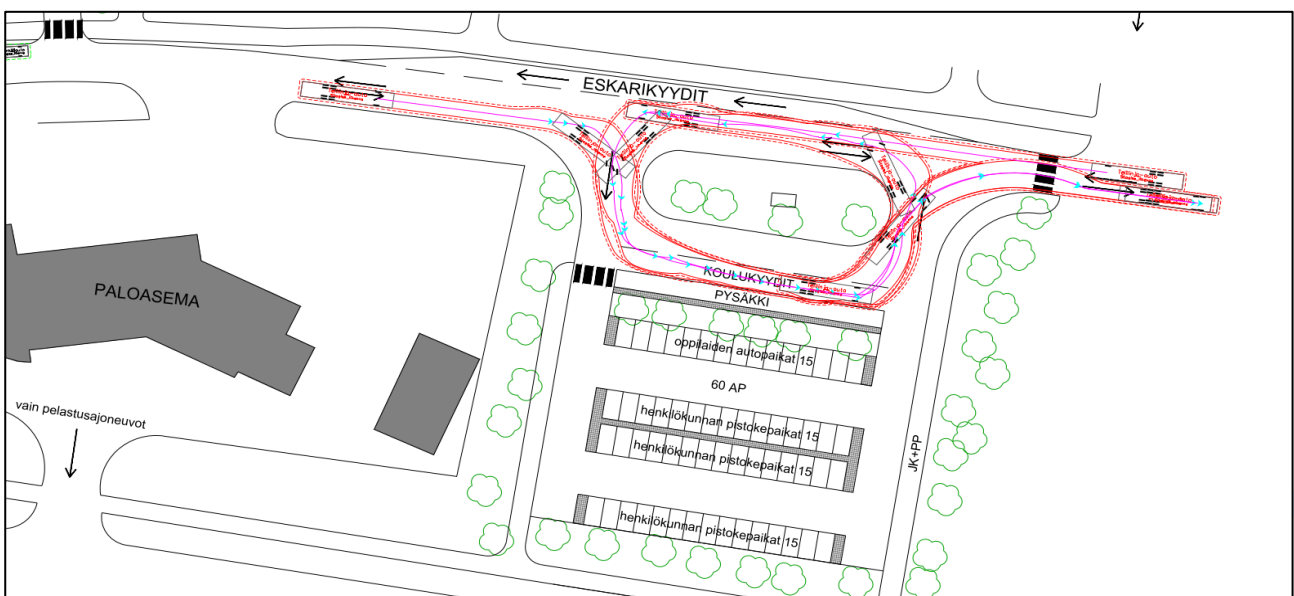 ESKARIKYYDIT
KOULUKYYDIT
PYSÄKKI
PALOASEMA
oppilaiden autopaikat 15
60 AP
vain pelastusajoneuvot
henkilökunnan pistokepaikat 15
henkilökunnan pistokepaikat 15
JK+PP
henkilökunnan pistokepaikat 15